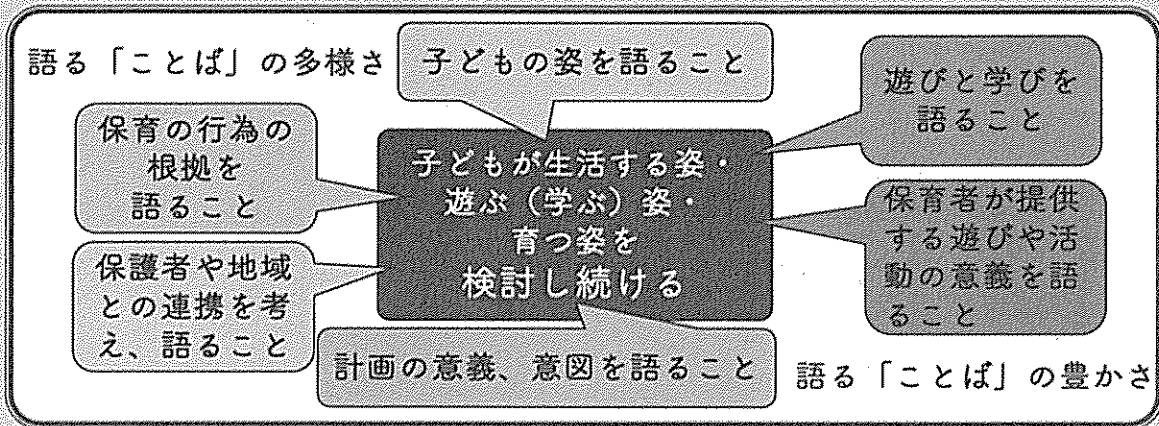 語る「ことば」の多様さ
子どもの姿を語ること
遊びと学びを
語ること
保育の行為の
根拠を
語ること
子どもが生活する姿・
遊ぶ（学ぶ）姿・
育つ姿を
検討し続ける
保育者が提供
する遊びや活
動の意義を語
ること
保護者や地域
との連携を考
え、語ること
計画の意義、意図を語ること
語る「ことば」の豊かさ